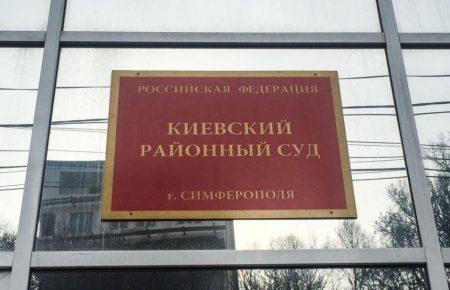 РОССИЙСКАЯ ФЕДЕРАЦИЯ
КИЕВСКИЙ
РАЙОННЫЙ СУД
г. СИМФЕРОПОЛЯ